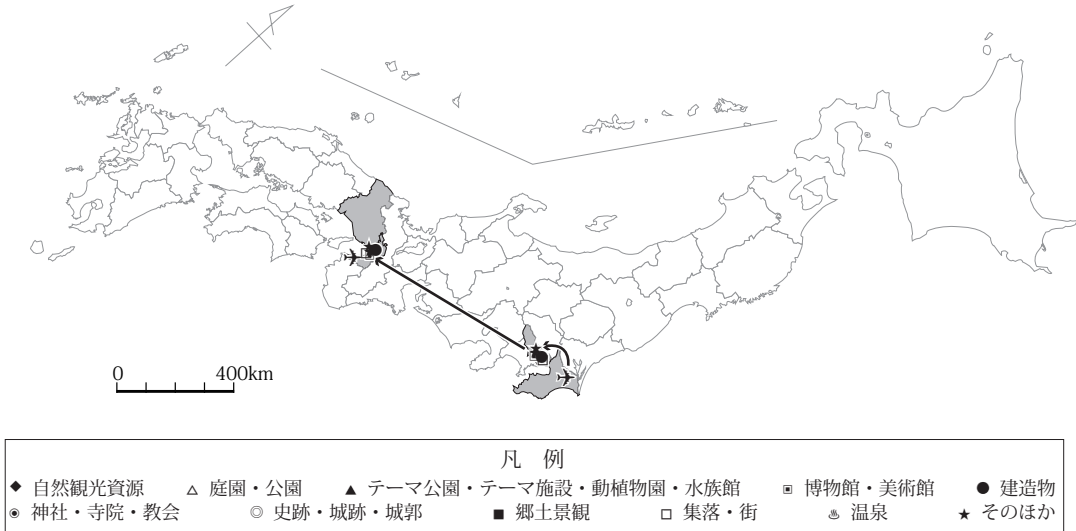 0 400km
凡 例
◆ 自然観光資源 △ 庭園・公園 ▲ テーマ公園・テーマ施設・動植物園・水族館 ▣ 博物館・美術館 ● 建造物
◉ 神社・寺院・教会 ◎ 史跡・城跡・城郭 ■ 郷土景観 □ 集落・街 ♨ 温泉 ★ そのほか